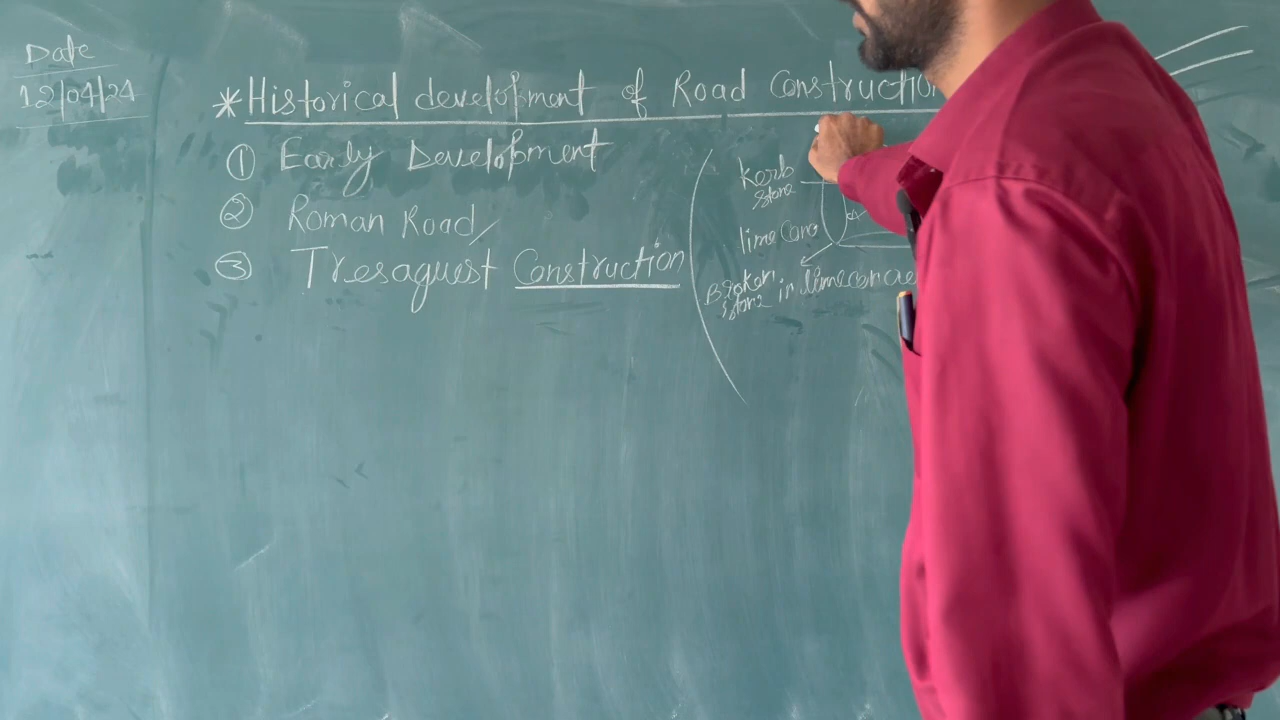 Date
12/04/24
* Historical development of Road Constructio
① Early Development
② Roman Road
③ Tresaguest Construction
kerb
stone
lime Conc
Broken
stone in lime concre